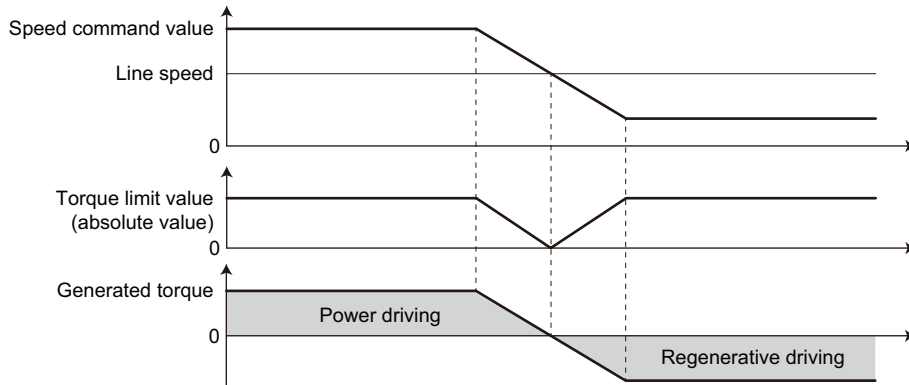 Speed command value
Line speed
0
Torque limit value
(absolute value)
0
Generated torque
Power driving
0
Regenerative driving